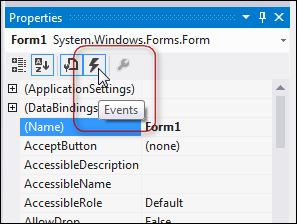 Properties
Form1 System.Windows.Forms.Form
(ApplicationSettings)
(DataBindings
Events
(Name) Form1
AcceptButton (none)
AccessibleDescription
AccessibleName
AccessibleRole Default
AllowDrop False